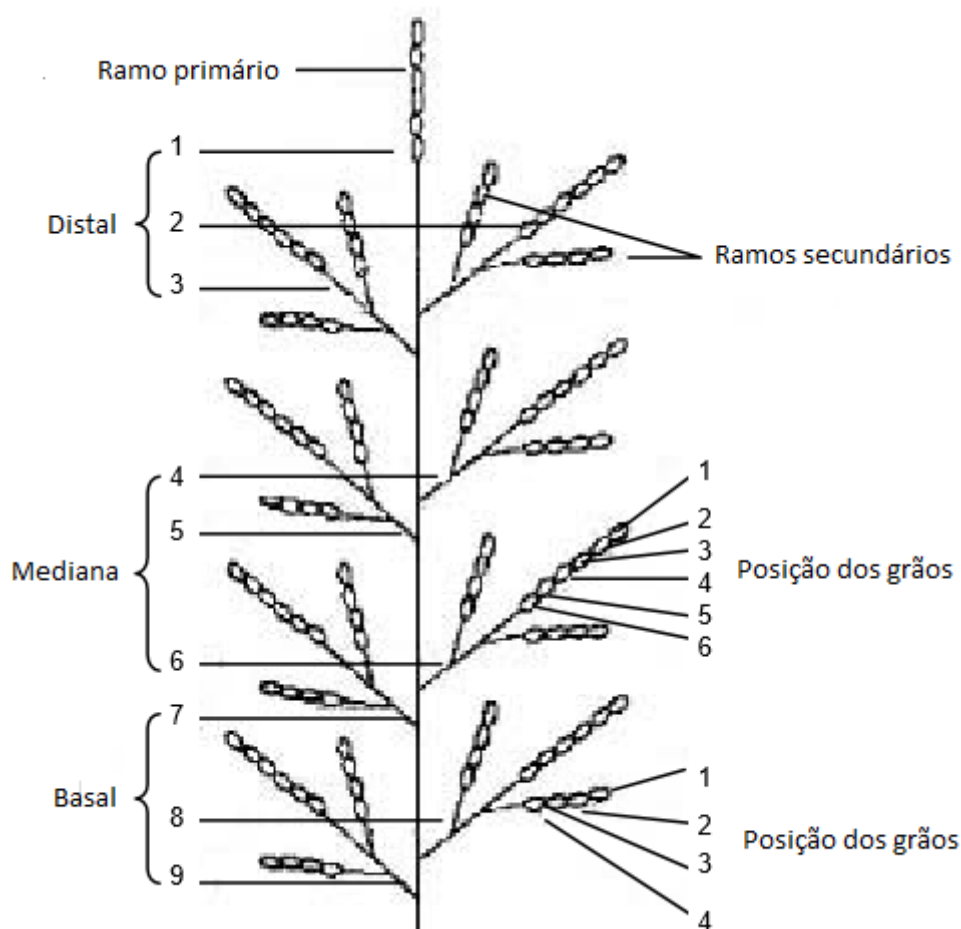 Ramo primário
1
Distal
2
Ramos secundários
3
4
1
5
2
Mediana
3
Posição dos grãos
4
5
6
6
7
Basal
1
8
2
Posição dos grãos
3
9
4